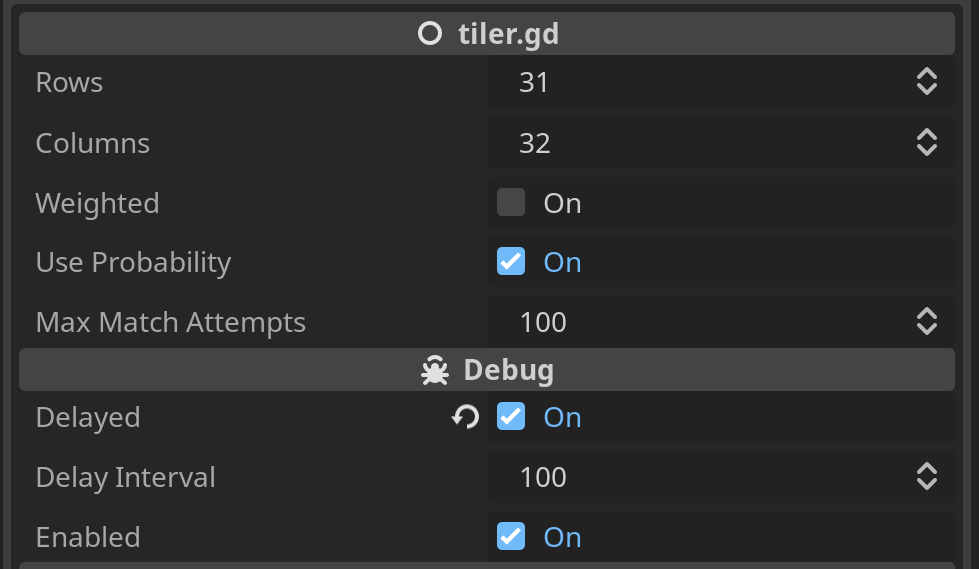 tiler.gd
Rows 31
Columns 32
Weighted On
Use Probability On
Max Match Attempts 100
Debug
Delayed On
Delay Interval 100
Enabled On